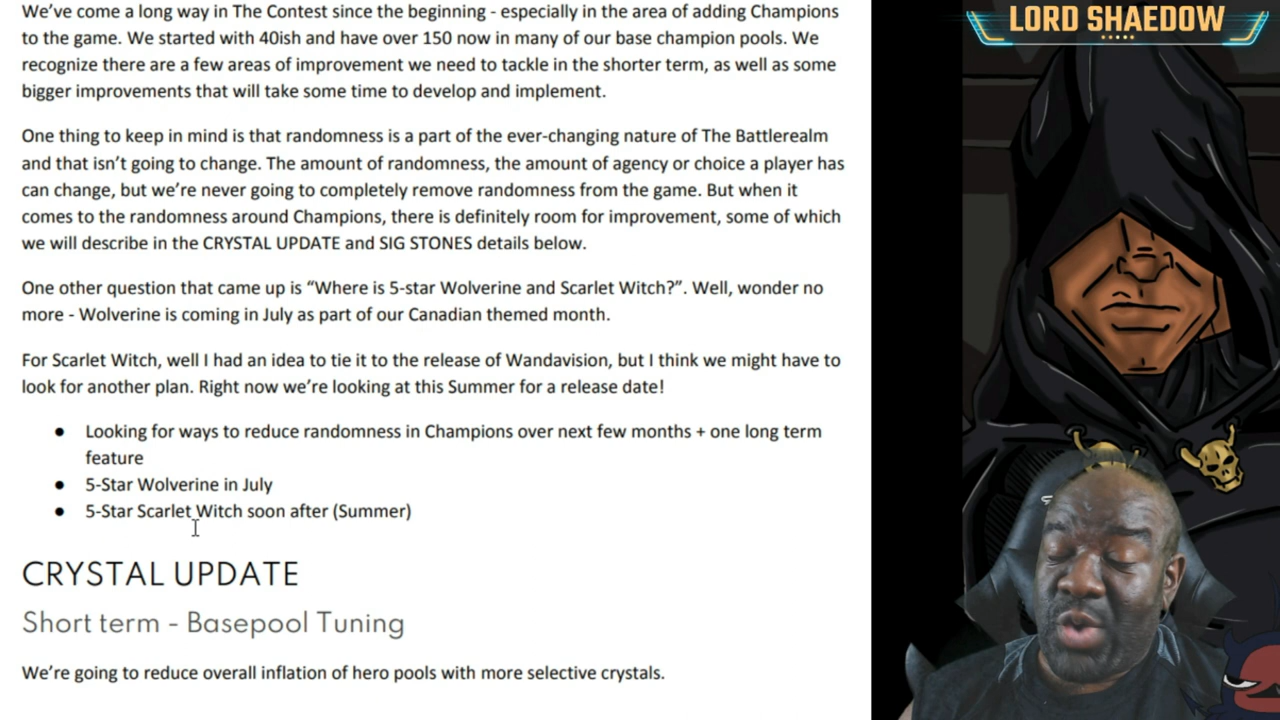 LORD SHAEDOW
We've come a long way in The Contest since the beginning - especially in the area of adding Champions
to the game. We started with 40ish and have over 150 now in many of our base champion pools. We
recognize there are a few areas of improvement we need to tackle in the shorter term, as well as some
bigger improvements that will take some time to develop and implement.
One thing to keep in mind is that randomness is a part of the ever-changing nature of The Battlerealm
and that isn't going to change. The amount of randomness, the amount of agency or choice a player has
can change, but we're never going to completely remove randomness from the game. But when it
comes to the randomness around Champions, there is definitely room for improvement, some of which
we will describe in the CRYSTAL UPDATE and SIG STONES details below.
One other question that came up is “Where is 5-star Wolverine and Scarlet Witch?”. Well, wonder no
more - Wolverine is coming in July as part of our Canadian themed month.
For Scarlet Witch, well I had an idea to tie it to the release of Wandavision, but I think we might have to
look for another plan. Right now we're looking at this Summer for a release date!
● Looking for ways to reduce randomness in Champions over next few months + one long term
feature
● 5-Star Wolverine in July
● 5-Star Scarlet Witch soon after (Summer)
CRYSTAL UPDATE
Short term - Basepool Tuning
We're going to reduce overall inflation of hero pools with more selective crystals.